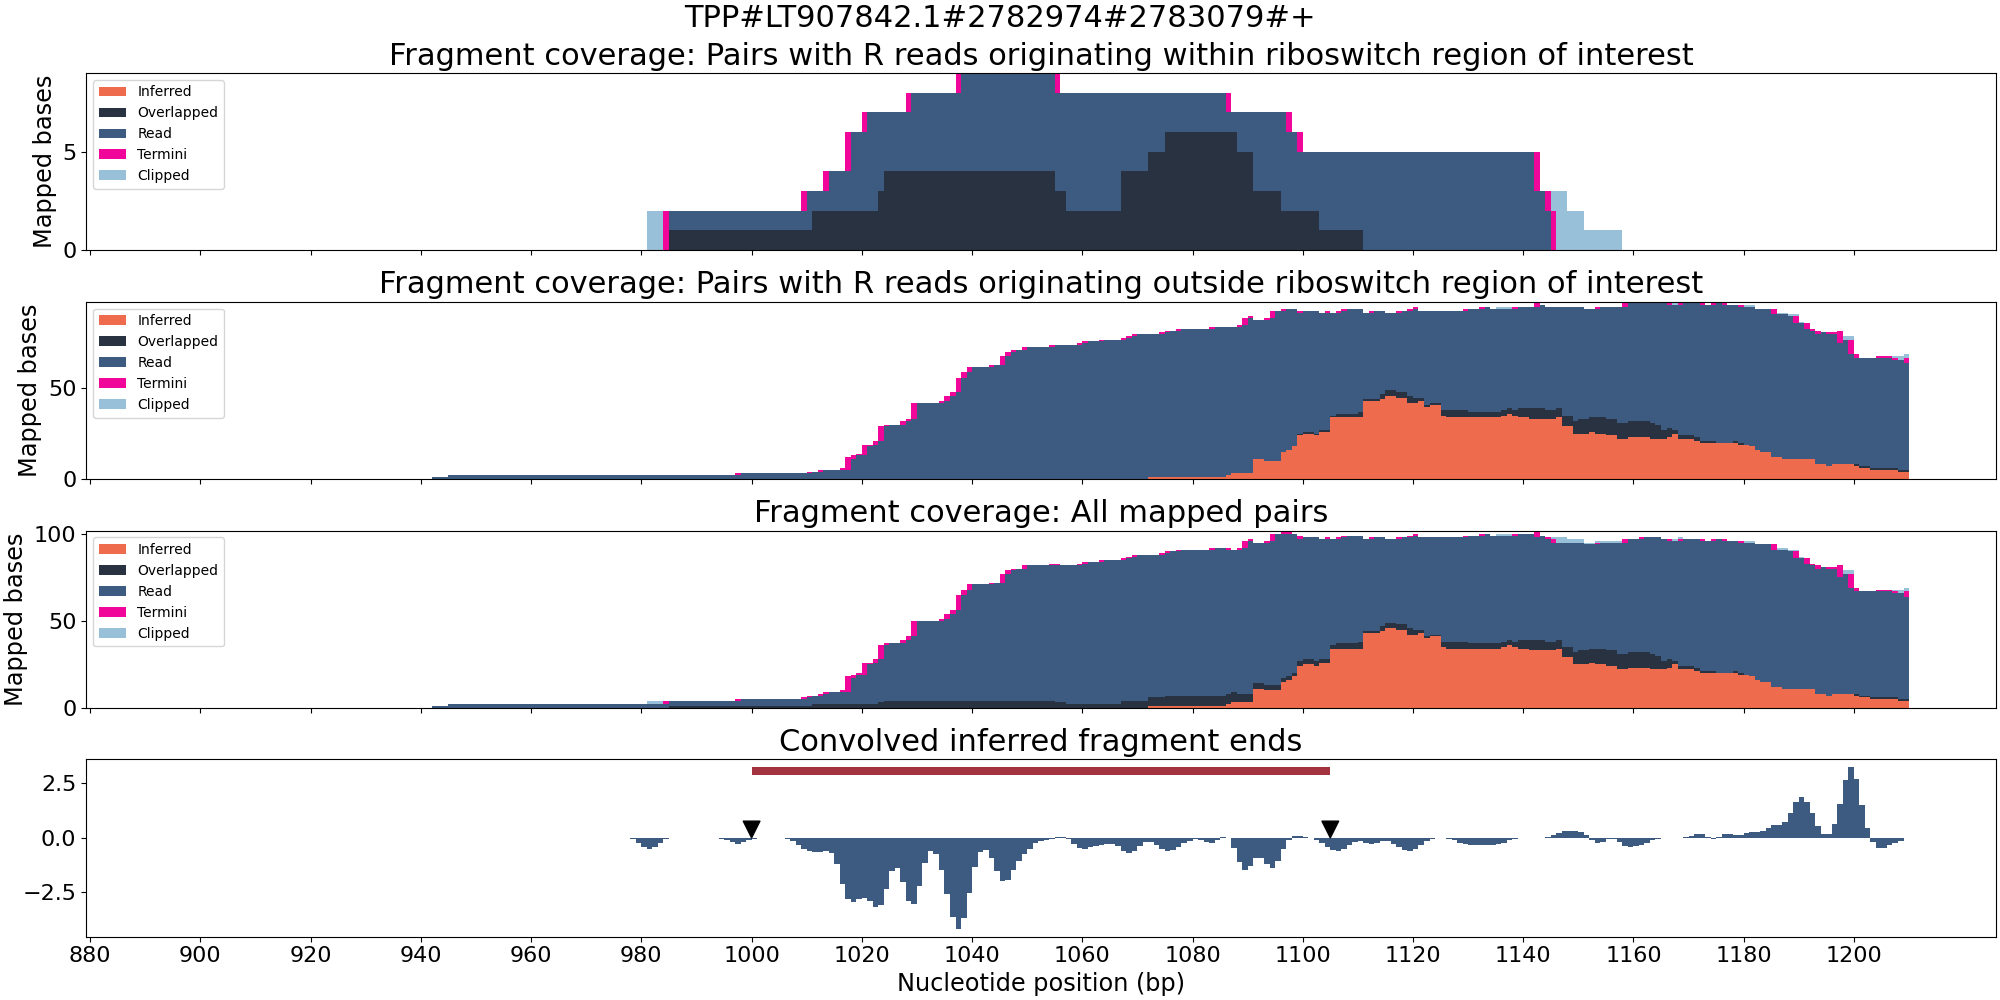 TPP#LT907842.1#2782974#2783079#+
Fragment coverage: Pairs with R reads originating within riboswitch region of interest
Mapped bases
5
0
Inferred
Overlapped
Read
Termini
Clipped
Fragment coverage: Pairs with R reads originating outside riboswitch region of interest
Mapped bases
50
0
Inferred
Overlapped
Read
Termini
Clipped
Fragment coverage: All mapped pairs
Mapped bases
100
50
0
Inferred
Overlapped
Read
Termini
Clipped
Convolved inferred fragment ends
2.5
0.0
−2.5
880 900 920 940 960 980 1000 1020 1040 1060 1080 1100 1120 1140 1160 1180 1200
Nucleotide position (bp)